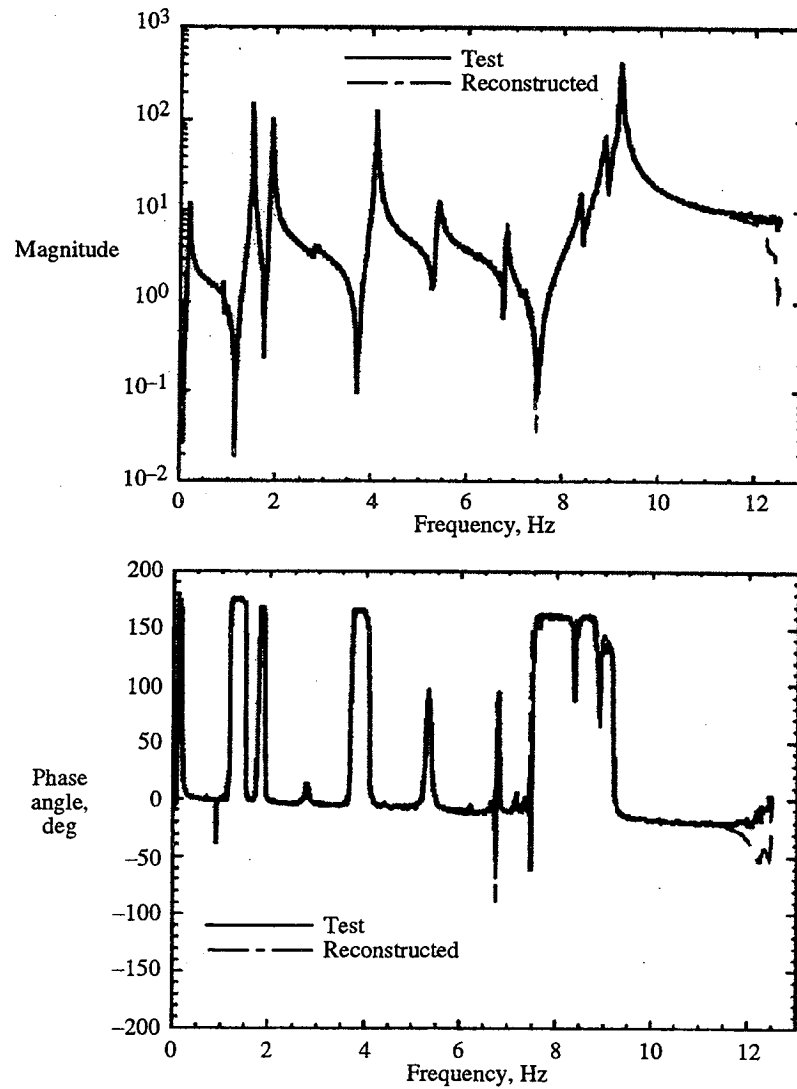 10³
Test
Reconstructed
10²
10¹
Magnitude
10⁰
10⁻¹
10⁻²
0 2 4 6 8 10 12
Frequency, Hz
200
150
100
50
Phase
angle,
deg
0
−50
−100
Test
Reconstructed
−150
−200
0 2 4 6 8 10 12
Frequency, Hz